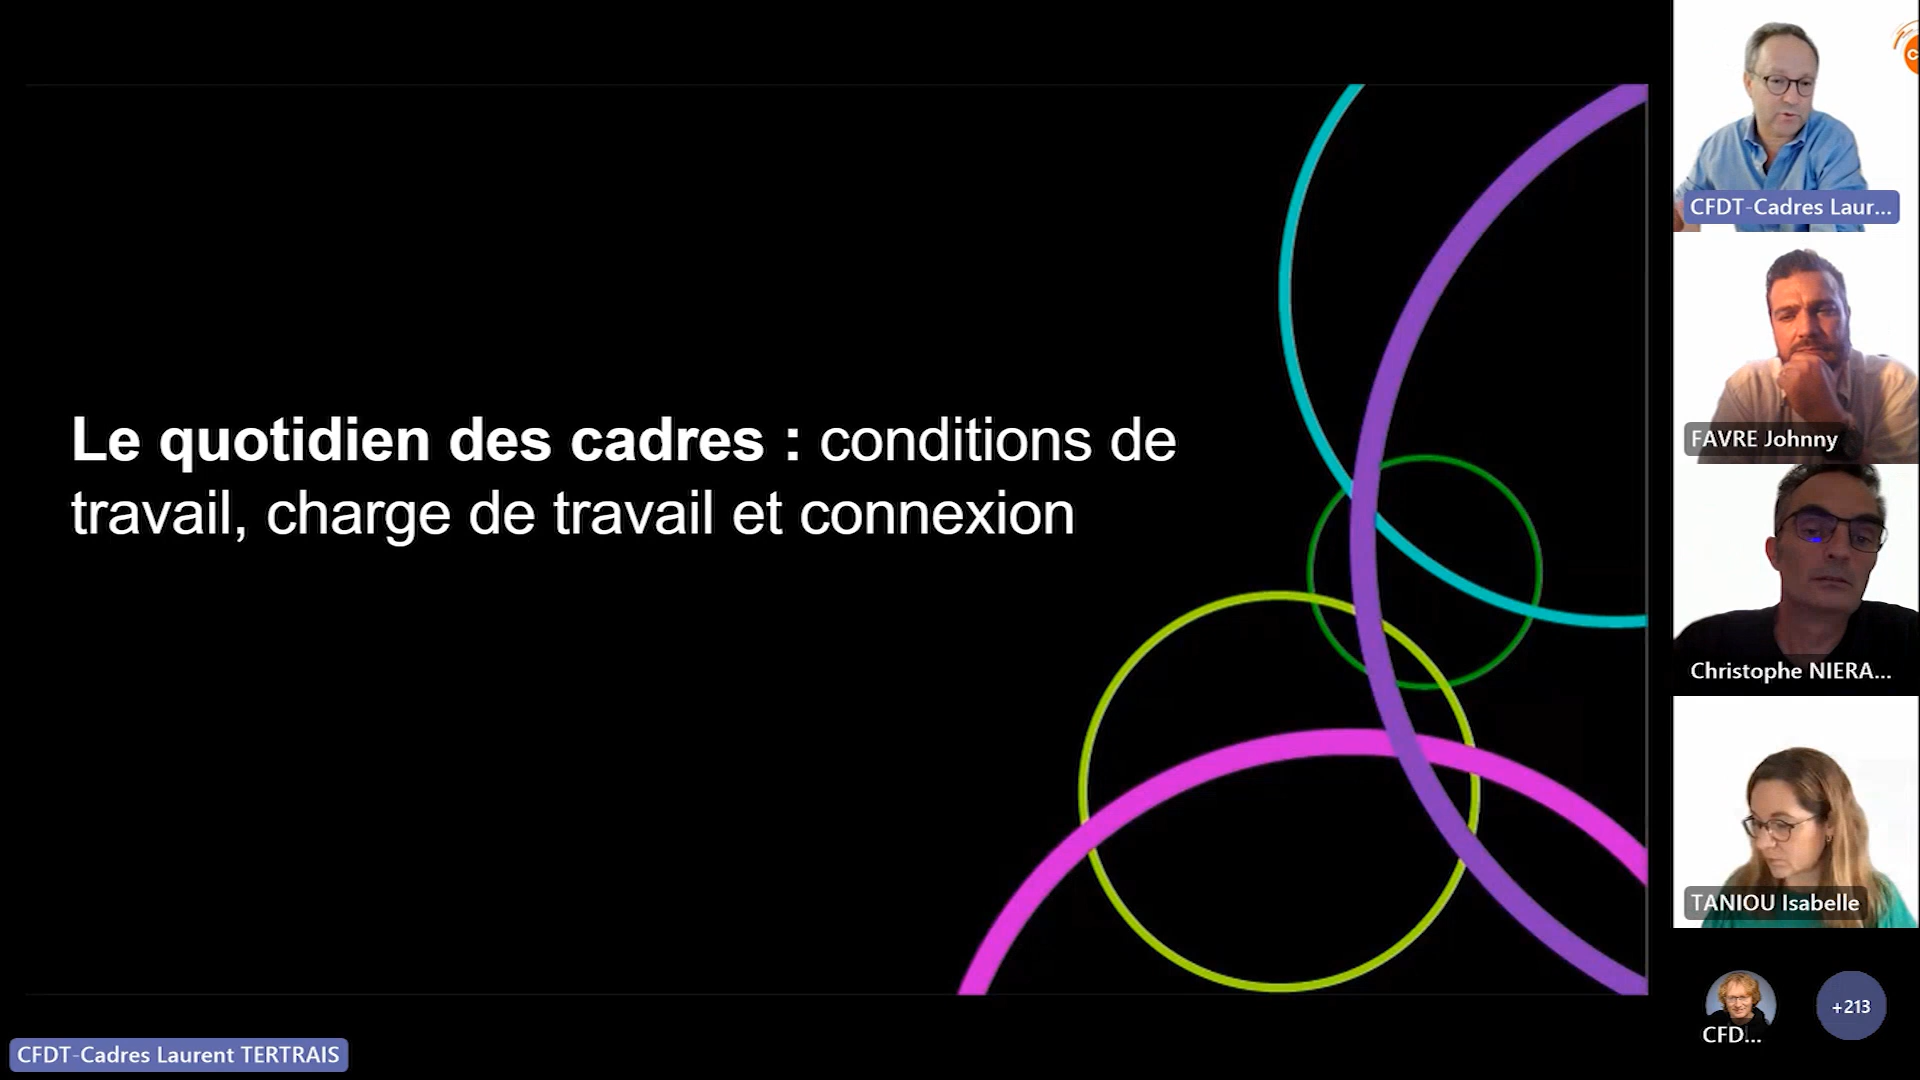 Le quotidien des cadres : conditions de
travail, charge de travail et connexion
CFDT-Cadres Laur...
FAVRE Johnny
Christophe NIERA...
TANIOU Isabelle
CFD...
+213
CFDT-Cadres Laurent TERTRAIS